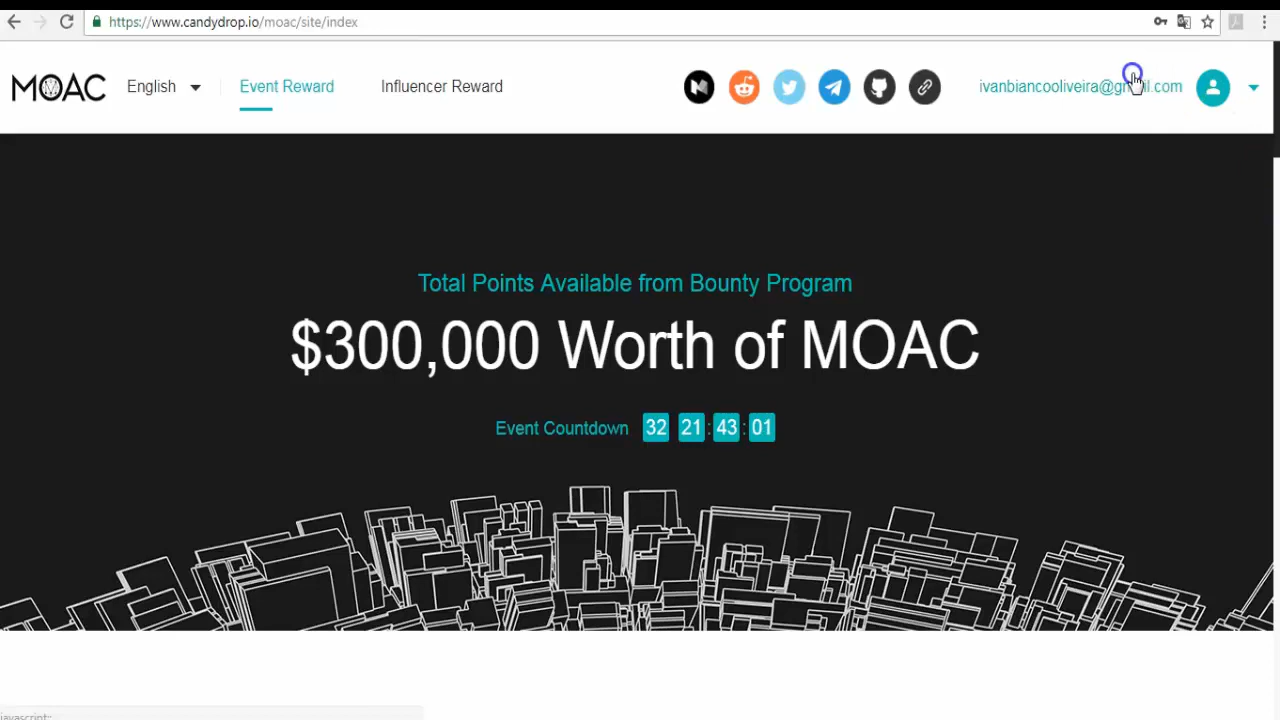 https://www.candydrop.io/moac/site/index
MOAC English Event Reward Influencer Reward
Total Points Available from Bounty Program
$300,000 Worth of MOAC
Event Countdown 32 21:43:01
javascript: